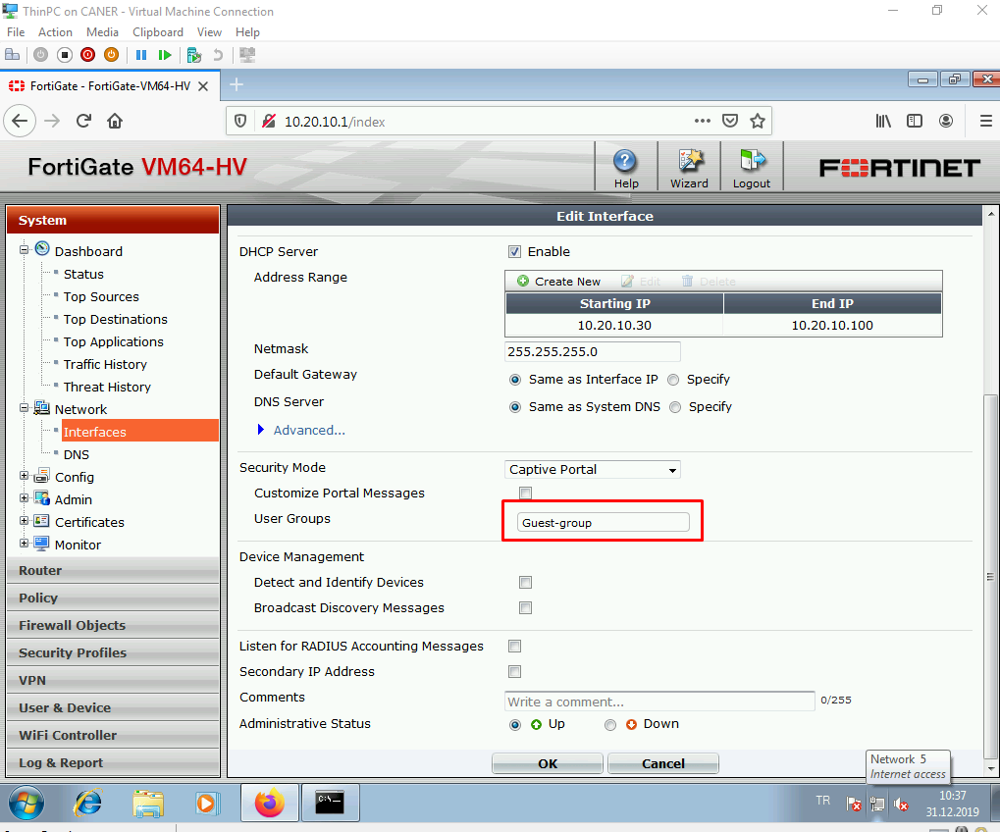 ThinPC on CANER - Virtual Machine Connection
File Action Media Clipboard View Help
FortiGate - FortiGate-VM64-HV
10.20.10.1/index
FortiGate VM64-HV
Help
Wizard
Logout
FORTINET
System
Dashboard
Status
Top Sources
Top Destinations
Top Applications
Traffic History
Threat History
Network
Interfaces
DNS
Config
Admin
Certificates
Monitor
Router
Policy
Firewall Objects
Security Profiles
VPN
User & Device
WiFi Controller
Log & Report
Edit Interface
DHCP Server Enable
Address Range Create New Edit Delete
Starting IP End IP
10.20.10.30 10.20.10.100
Netmask 255.255.255.0
Default Gateway Same as Interface IP Specify
DNS Server Same as System DNS Specify
Advanced...
Security Mode Captive Portal
Customize Portal Messages
User Groups Guest-group
Device Management
Detect and Identify Devices
Broadcast Discovery Messages
Listen for RADIUS Accounting Messages
Secondary IP Address
Comments Write a comment... 0/255
Administrative Status Up Down
OK Cancel
Network 5
Internet access
C:\
TR
10:37
31.12.2019